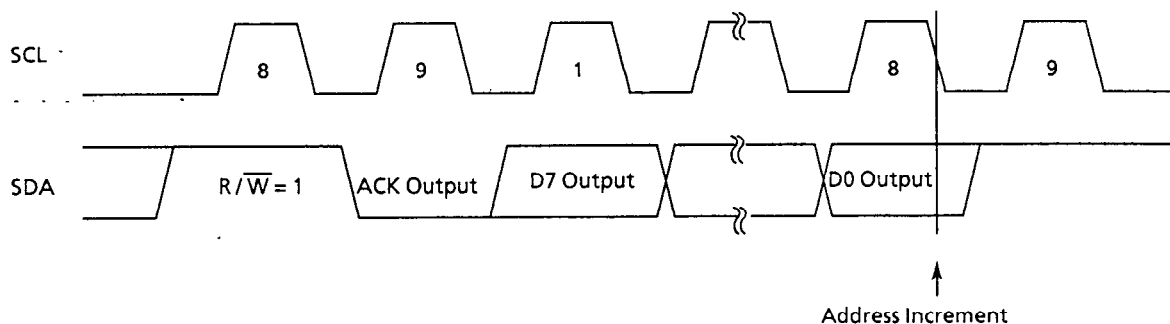 SCL
8
9
1
8
9
SDA
R/W̅ = 1
ACK Output
D7 Output
D0 Output
Address Increment